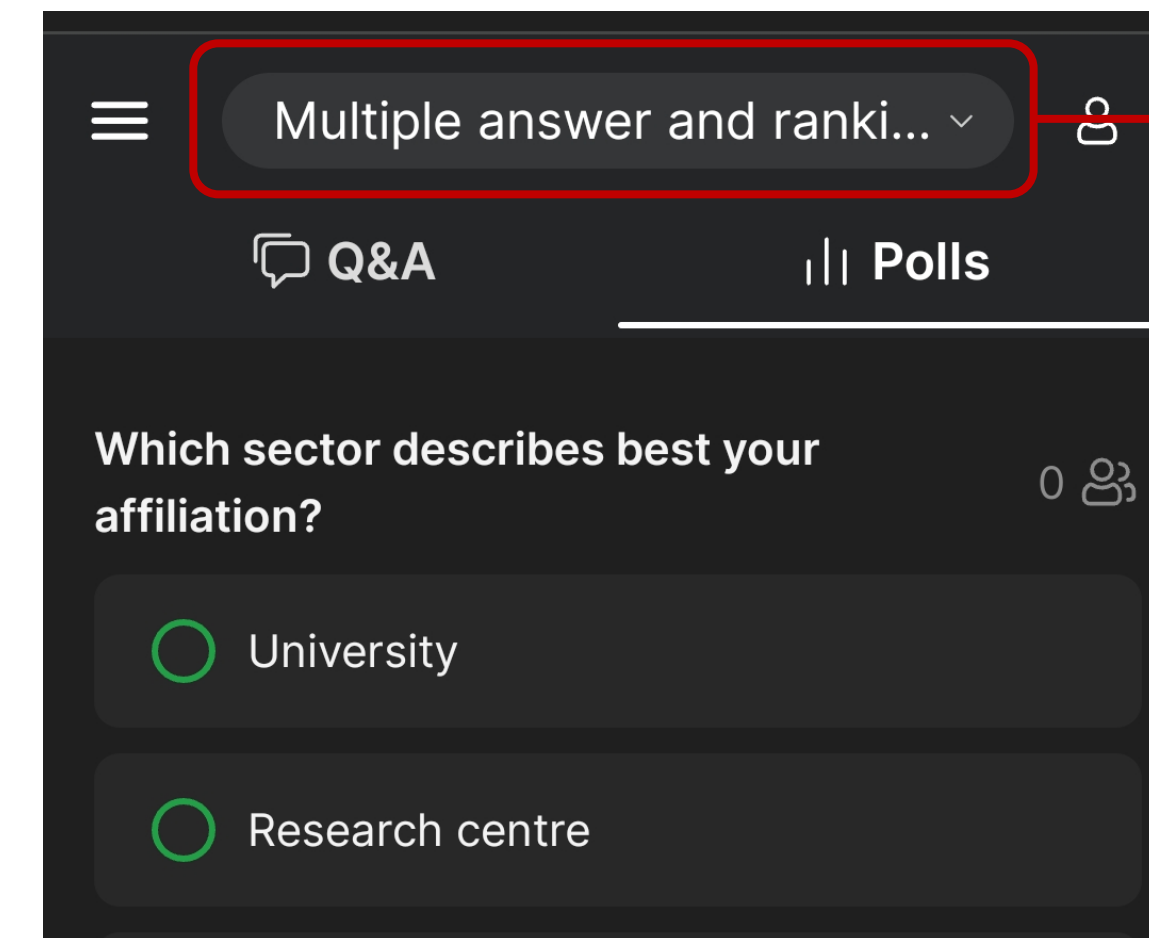 Multiple answer and ranki...
Q&A
Polls
Which sector describes best your
affiliation?
0
University
Research centre